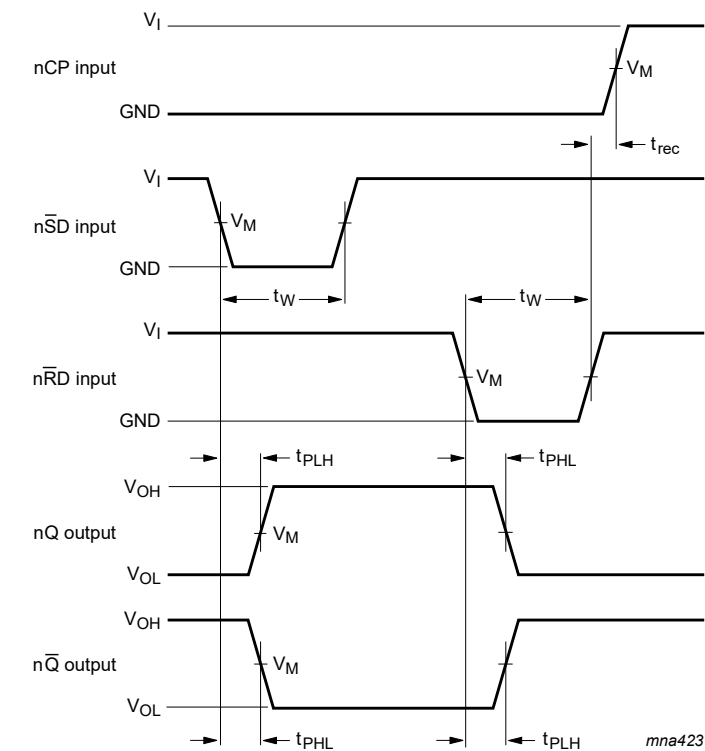 V_I
nCP input
V_M
GND
t_rec
V_I
nS̅D input
V_M
GND
t_W
t_W
V_I
nR̅D input
V_M
GND
t_PLH
t_PHL
V_OH
nQ output
V_M
V_OL
V_OH
nQ̅ output
V_M
V_OL
t_PHL
t_PLH
mna423